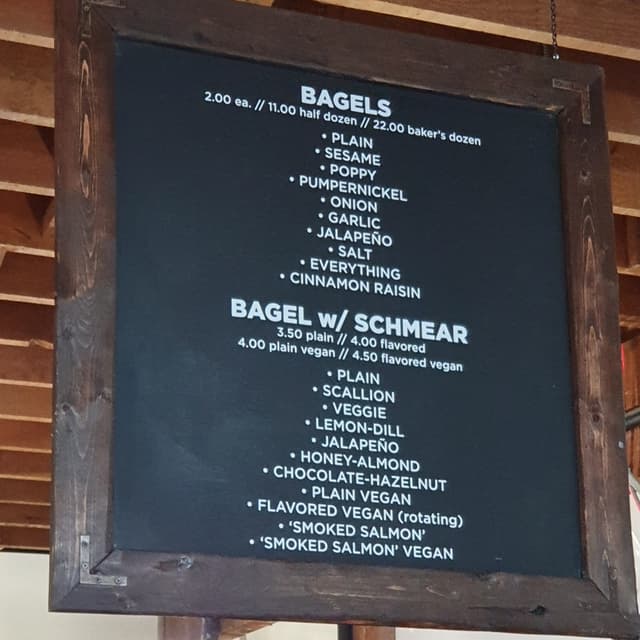 BAGELS
2.00 ea. // 11.00 half dozen // 22.00 baker's dozen
• PLAIN
• SESAME
• POPPY
• PUMPERNICKEL
• ONION
• GARLIC
• JALAPEÑO
• SALT
• EVERYTHING
• CINNAMON RAISIN
BAGEL w/ SCHMEAR
3.50 plain // 4.00 flavored
4.00 plain vegan // 4.50 flavored vegan
• PLAIN
• SCALLION
• VEGGIE
• LEMON-DILL
• JALAPEÑO
• HONEY-ALMOND
• CHOCOLATE-HAZELNUT
• PLAIN VEGAN
• FLAVORED VEGAN (rotating)
• ‘SMOKED SALMON’
• ‘SMOKED SALMON’ VEGAN